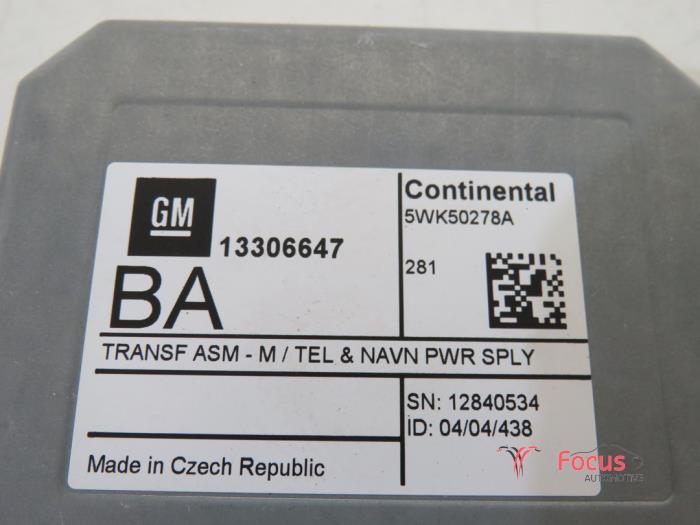 GM
13306647
BA
Continental
5WK50278A
281
TRANSF ASM - M / TEL & NAVN PWR SPLY
SN: 12840534
ID: 04/04/438
Made in Czech Republic
Focus
AUTOMOTIVE